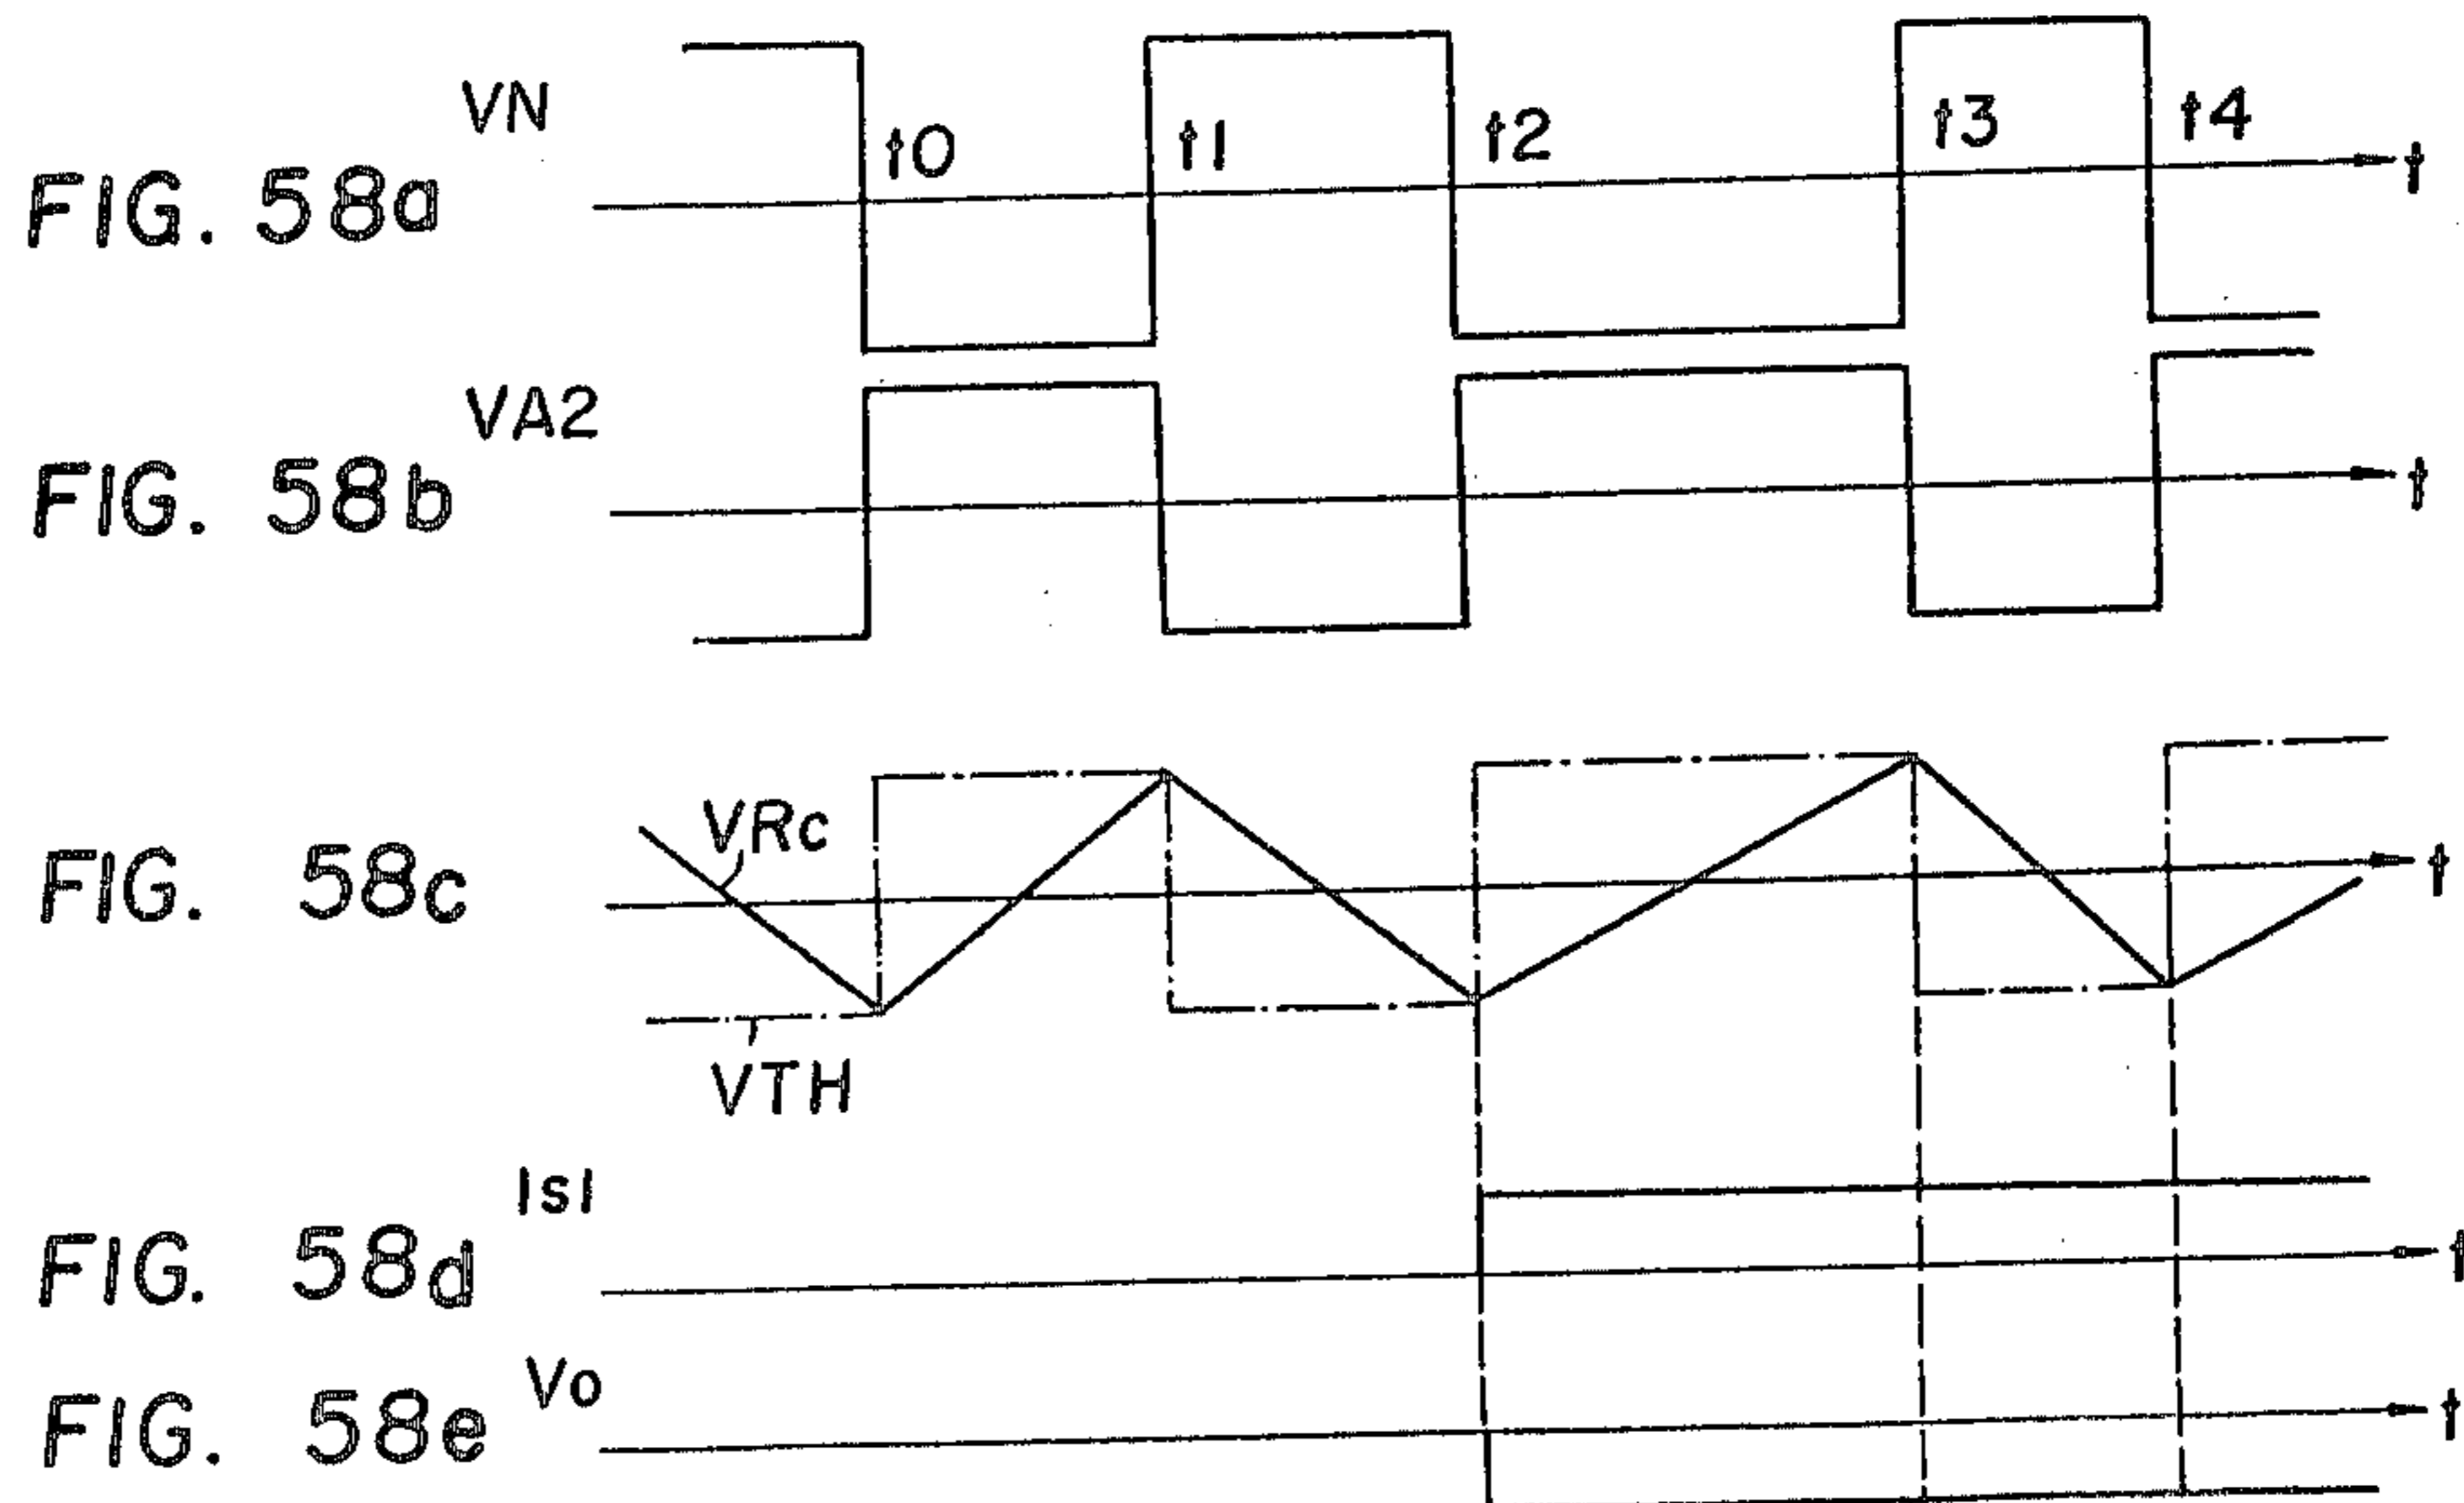 VN
t0 t1 t2 t3 t4
FIG. 58a t
VA2
FIG. 58b t
VRc
FIG. 58c t
VTH
Is1
FIG. 58d t
Vo
FIG. 58e t